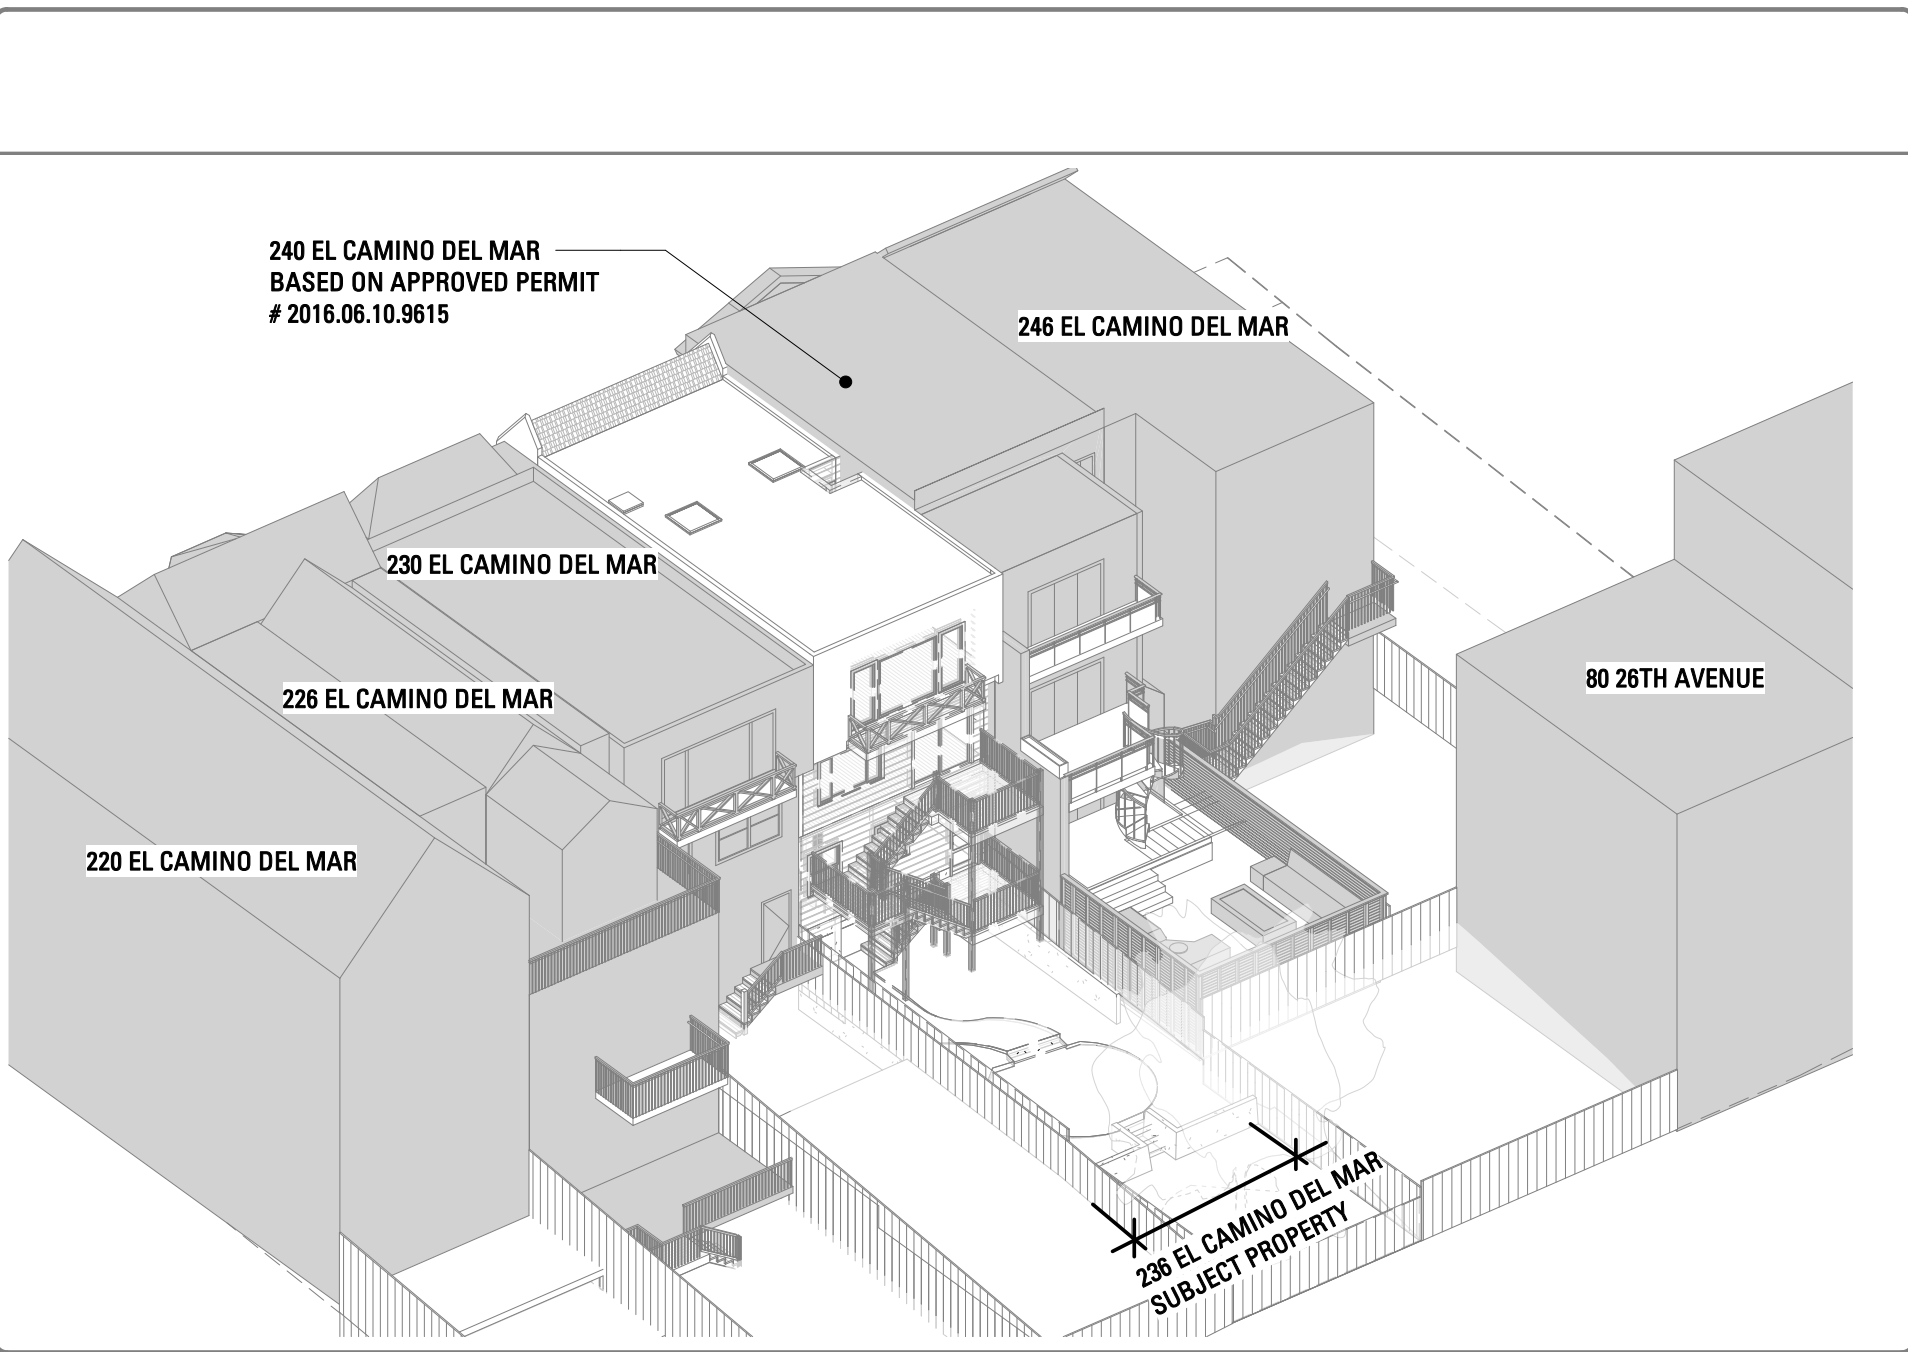 240 EL CAMINO DEL MAR
BASED ON APPROVED PERMIT
# 2016.06.10.9615
246 EL CAMINO DEL MAR
230 EL CAMINO DEL MAR
226 EL CAMINO DEL MAR
80 26TH AVENUE
220 EL CAMINO DEL MAR
236 EL CAMINO DEL MAR
SUBJECT PROPERTY